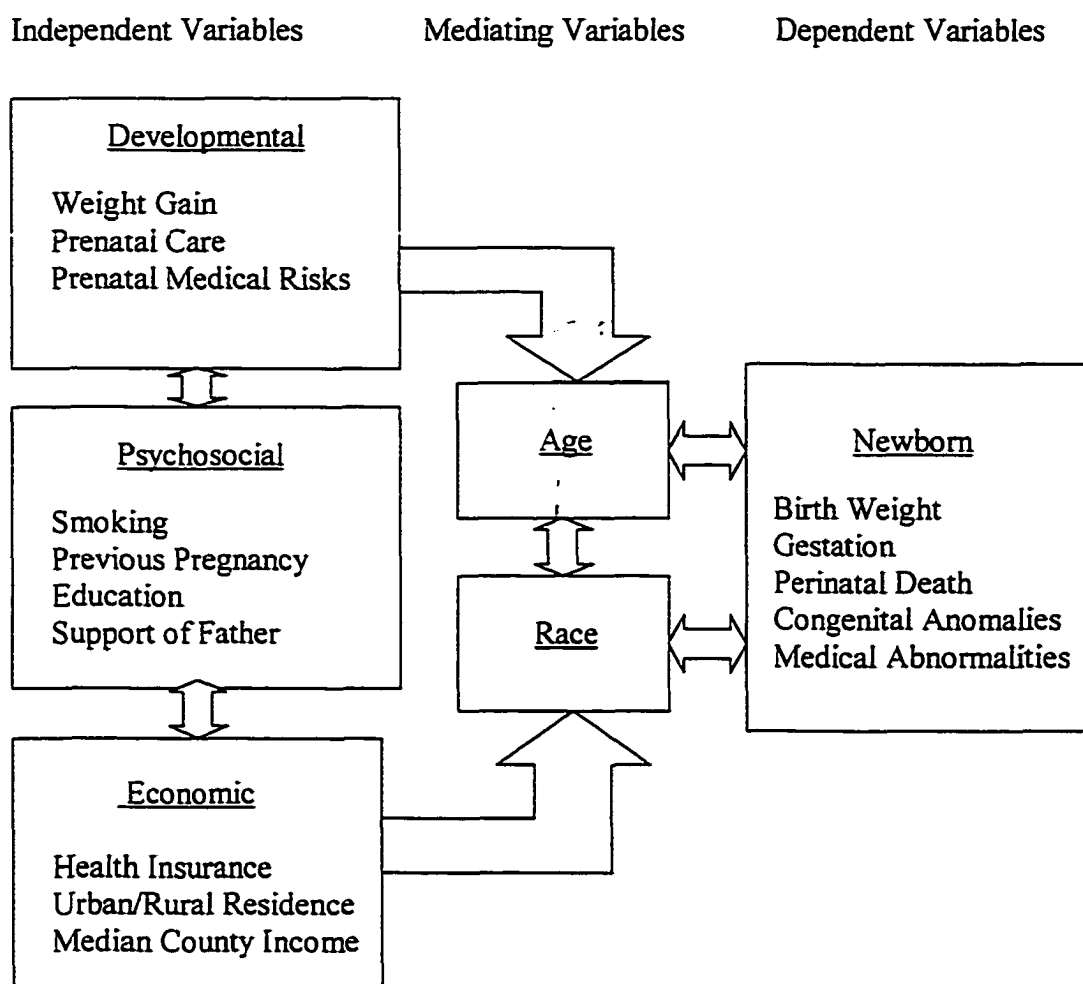 Independent Variables
Mediating Variables
Dependent Variables
Developmental
Weight Gain
Prenatai Care
Prenatal Medical Risks
Psychosocial
Smoking
Previous Pregnancy
Education
Support of Father
Economic
Health Insurance
Urban/Rural Residence
Median County Income
Age
Race
Newborn
Birth Weight
Gestation
Perinatal Death
Congenital Anomalies
Medical Abnormalities